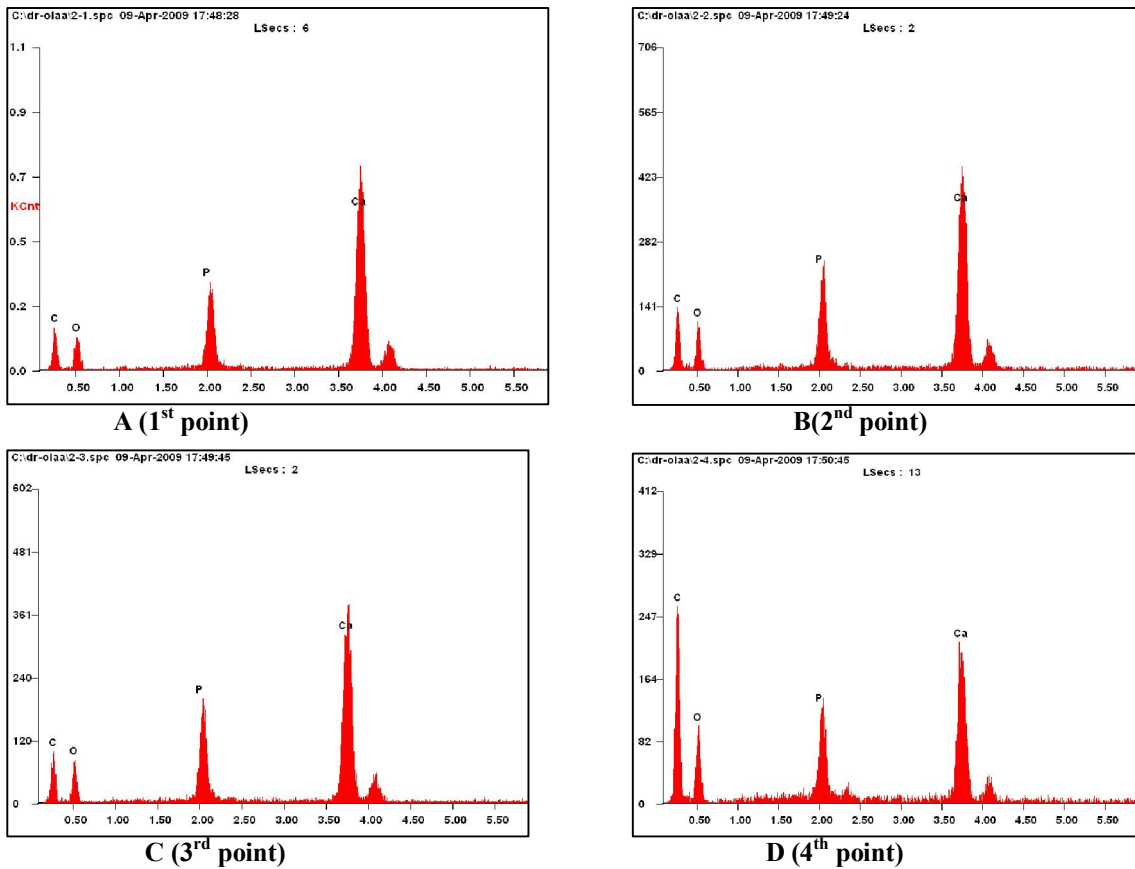 C:\dr-olaa\2-1.spc 09-Apr-2009 17:48:28
LSecs : 6
1.1
0.9
0.7
KCnt
0.5
0.2
0.0
C
O
P
Ca
0.50 1.00 1.50 2.00 2.50 3.00 3.50 4.00 4.50 5.00 5.50
A (1st point)
C:\dr-olaa\2-2.spc 09-Apr-2009 17:49:24
LSecs : 2
706
565
423
282
141
0
C
O
P
Ca
0.50 1.00 1.50 2.00 2.50 3.00 3.50 4.00 4.50 5.00 5.50
B(2nd point)
C:\dr-olaa\2-3.spc 09-Apr-2009 17:49:45
LSecs : 2
602
481
361
240
120
0
C
O
P
Ca
0.50 1.00 1.50 2.00 2.50 3.00 3.50 4.00 4.50 5.00 5.50
C (3rd point)
C:\dr-olaa\2-4.spc 09-Apr-2009 17:50:45
LSecs : 13
412
329
247
164
82
0
C
O
P
Ca
0.50 1.00 1.50 2.00 2.50 3.00 3.50 4.00 4.50 5.00 5.50
D (4th point)